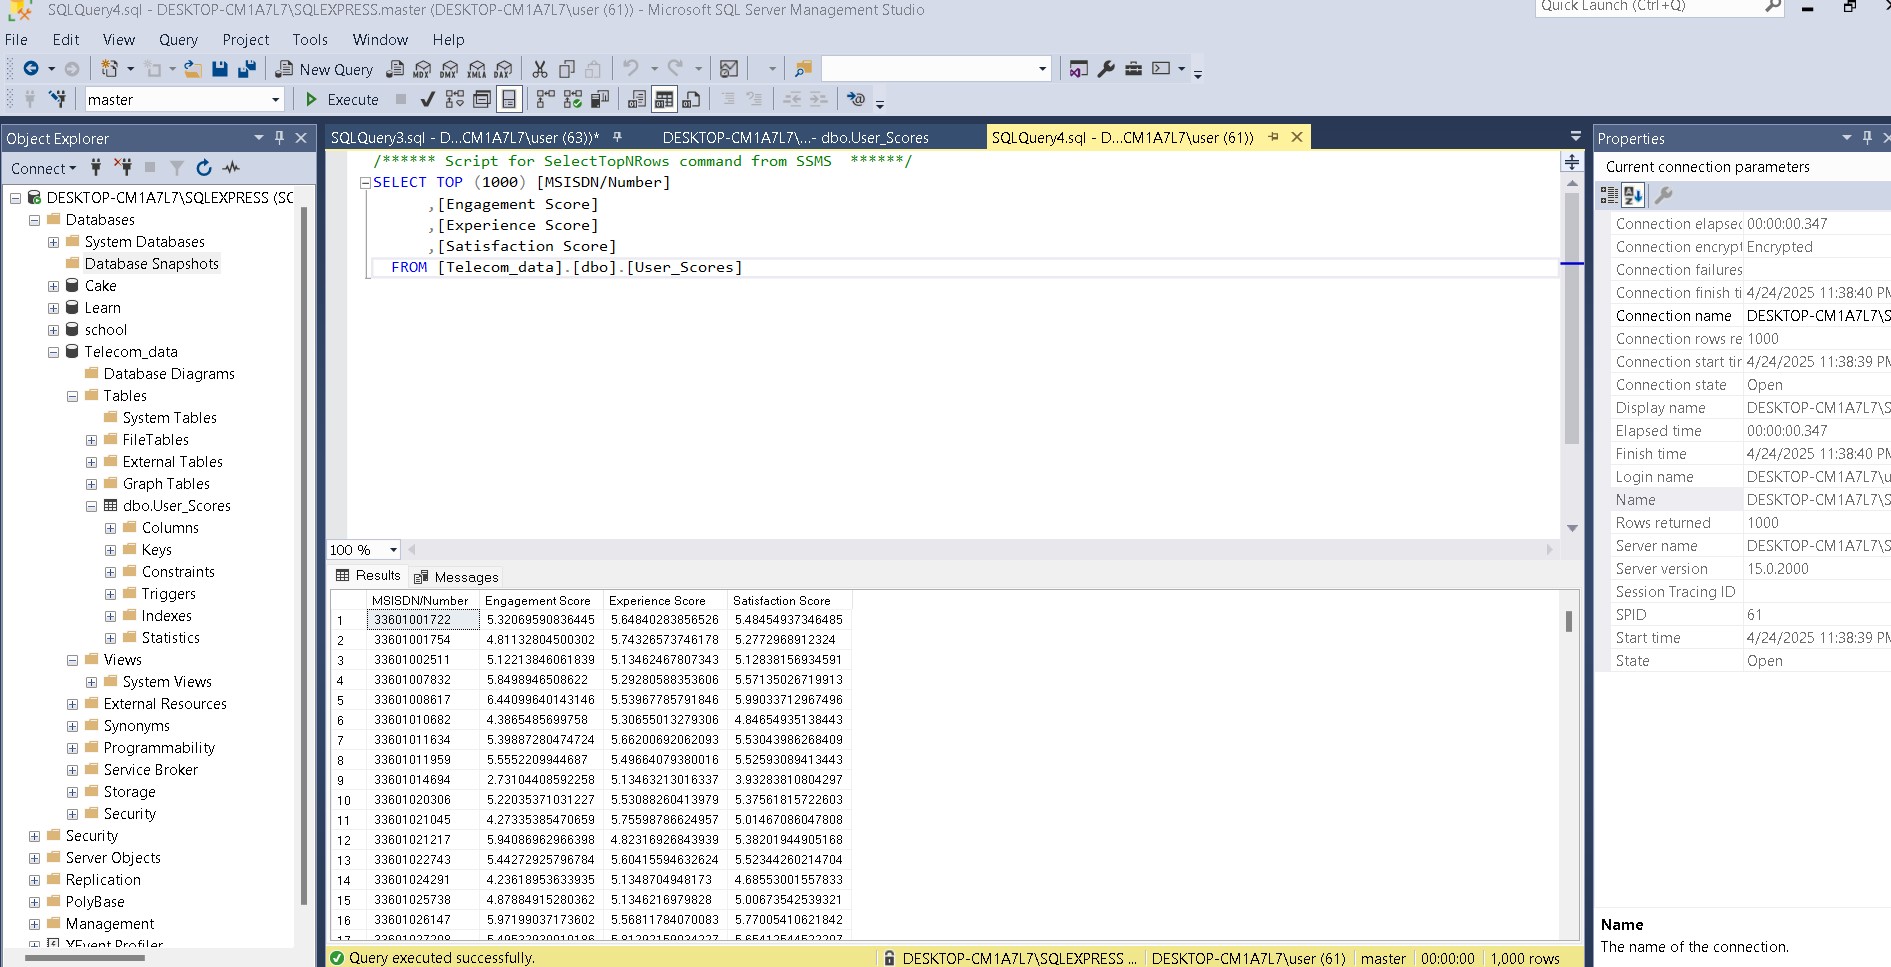 SQLQuery4.sql - DESKTOP-CM1A7L7\SQLEXPRESS.master (DESKTOP-CM1A7L7\user (61)) - Microsoft SQL Server Management Studio
Quick Launch (Ctrl+Q)
File Edit View Query Project Tools Window Help
New Query MDX DMX XMLA DAX
master Execute
Object Explorer
Connect
DESKTOP-CM1A7L7\SQLEXPRESS (SC
Databases
System Databases
Database Snapshots
Cake
Learn
school
Telecom_data
Database Diagrams
Tables
System Tables
FileTables
External Tables
Graph Tables
dbo.User_Scores
Columns
Keys
Constraints
Triggers
Indexes
Statistics
Views
System Views
External Resources
Synonyms
Programmability
Service Broker
Storage
Security
Security
Server Objects
Replication
PolyBase
Management
XEvent Profiler
SQLQuery3.sql - D...CM1A7L7\user (63))* DESKTOP-CM1A7L7\...- dbo.User_Scores SQLQuery4.sql - D...CM1A7L7\user (61))
/****** Script for SelectTopNRows command from SSMS  ******/
SELECT TOP (1000) [MSISDN/Number]
,[Engagement Score]
,[Experience Score]
,[Satisfaction Score]
FROM [Telecom_data].[dbo].[User_Scores]
100 %
Results Messages
MSISDN/Number Engagement Score Experience Score Satisfaction Score
1 33601001722 5.32069590836445 5.64840283856526 5.48454937346485
2 33601001754 4.81132804500302 5.74326573746178 5.2772968912324
3 33601002511 5.12213846061839 5.13462467807343 5.12838156934591
4 33601007832 5.8498946508622 5.29280588353606 5.57135026719913
5 33601008617 6.44099640143146 5.53967785791846 5.99033712967496
6 33601010682 4.3865485699758 5.30655013279306 4.84654935138443
7 33601011634 5.39887280474724 5.66200692062093 5.53043986268409
8 33601011959 5.5552209944687 5.49664079380016 5.52593089413443
9 33601014694 2.73104408592258 5.13463213016337 3.93283810804297
10 33601020306 5.22035371031227 5.53088260413979 5.37561815722603
11 33601021045 4.27335385470659 5.75598786624957 5.01467086047808
12 33601021217 5.94086962966398 4.82316926843939 5.38201944905168
13 33601022743 5.44272925796784 5.60415594632624 5.52344260214704
14 33601024291 4.23618953633935 5.1348704948173 4.68553001557833
15 33601025738 4.87884915280362 5.1346216979828 5.00673542539321
16 33601026147 5.97199037173602 5.56811784070083 5.77005410621842
Query executed successfully. DESKTOP-CM1A7L7\SQLEXPRESS ... DESKTOP-CM1A7L7\user (61) master 00:00:00 1,000 rows
Properties
Current connection parameters
Connection elapsec 00:00:00.347
Connection encrypt Encrypted
Connection failures
Connection finish ti 4/24/2025 11:38:40 PM
Connection name DESKTOP-CM1A7L7\S
Connection rows re 1000
Connection start tir 4/24/2025 11:38:39 PM
Connection state Open
Display name DESKTOP-CM1A7L7\S
Elapsed time 00:00:00.347
Finish time 4/24/2025 11:38:40 PM
Login name DESKTOP-CM1A7L7\u
Name DESKTOP-CM1A7L7\S
Rows returned 1000
Server name DESKTOP-CM1A7L7\S
Server version 15.0.2000
Session Tracing ID
SPID 61
Start time 4/24/2025 11:38:39 PM
State Open
Name
The name of the connection.